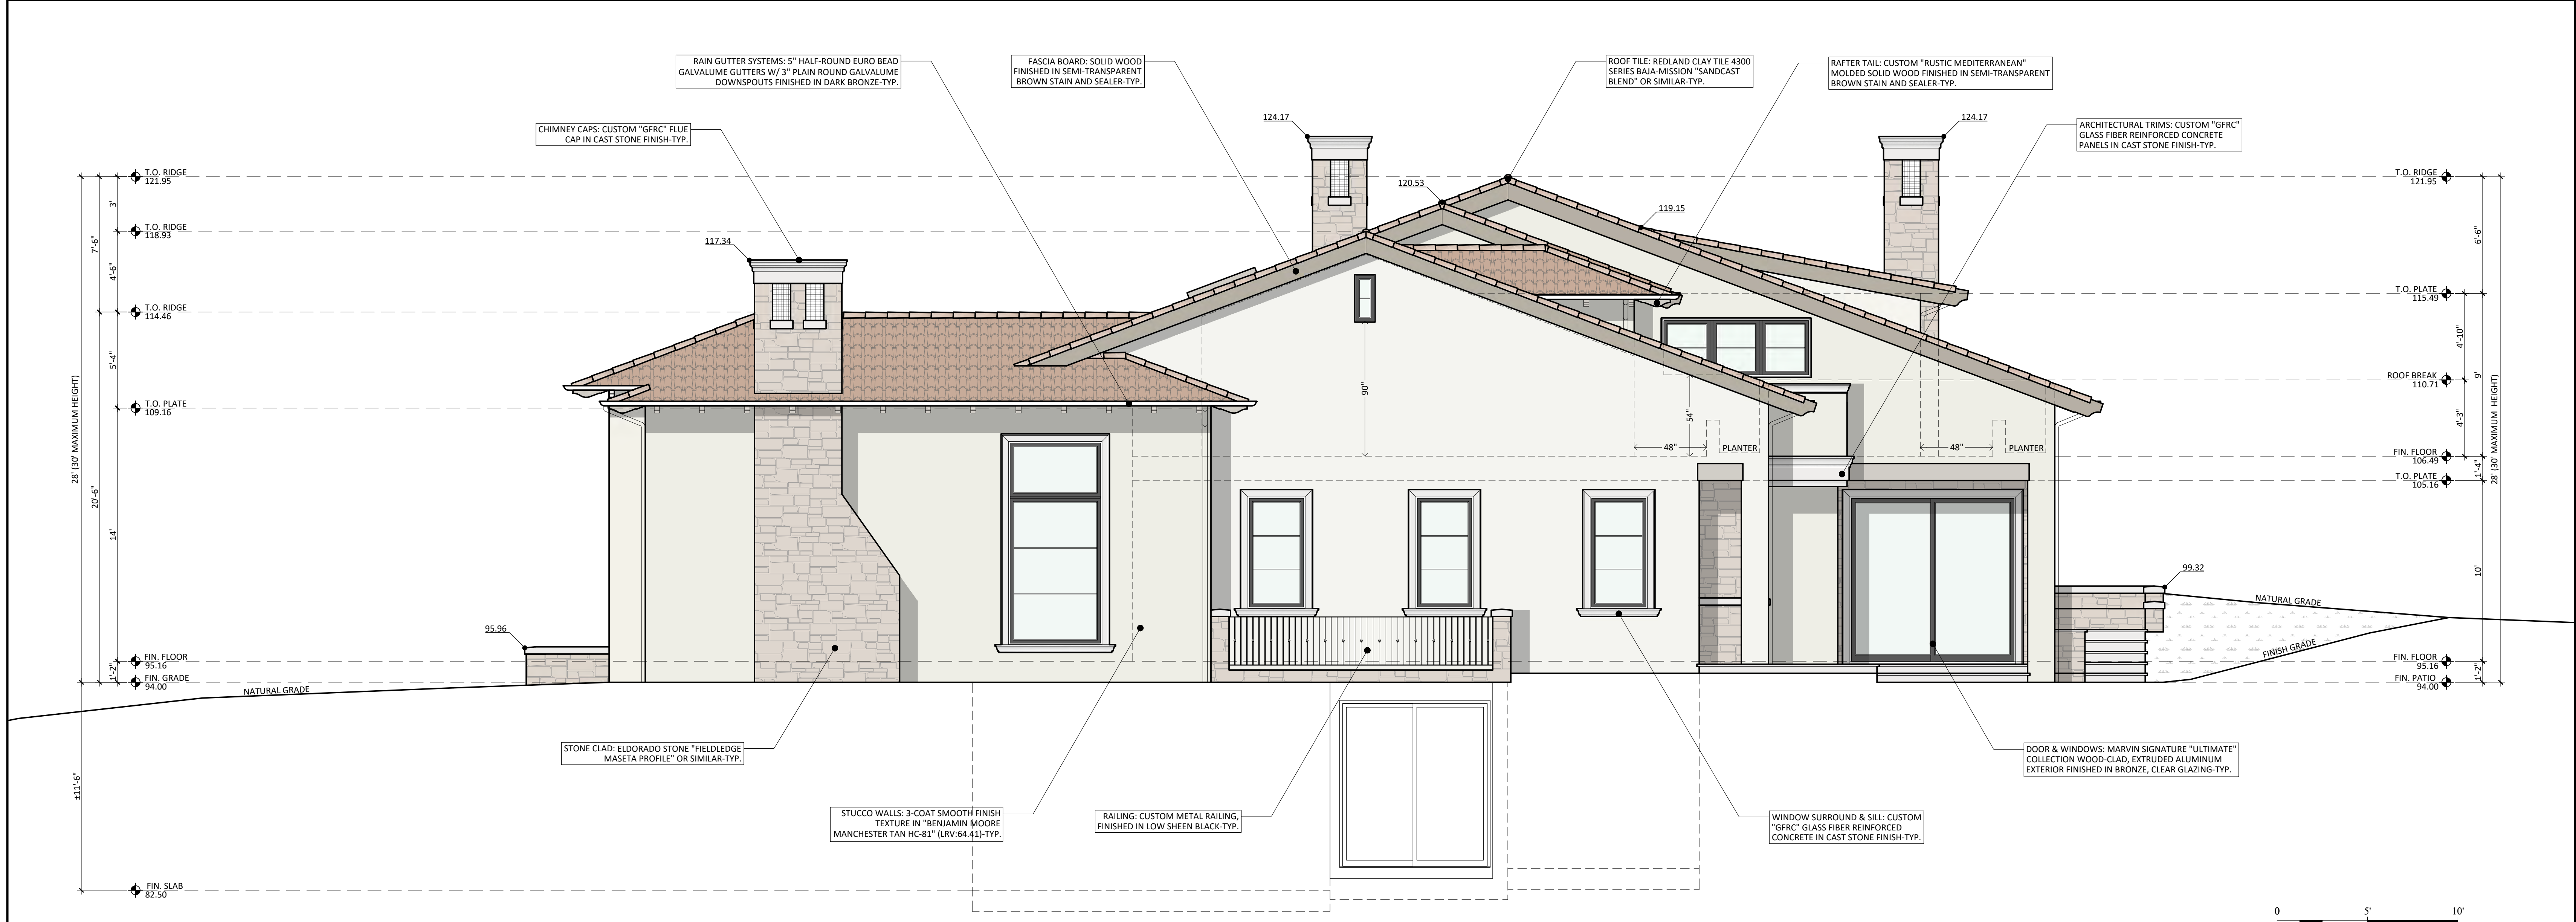 RAIN GUTTER SYSTEMS: 5" HALF-ROUND EURO BEAD
GALVALUME GUTTERS W/ 3" PLAIN ROUND GALVALUME
DOWNSPOUTS FINISHED IN DARK BRONZE-TYP.
FASCIA BOARD: SOLID WOOD
FINISHED IN SEMI-TRANSPARENT
BROWN STAIN AND SEALER-TYP.
ROOF TILE: REDLAND CLAY TILE 4300
SERIES BAJA-MISSION "SANDCAST
BLEND" OR SIMILAR-TYP.
RAFTER TAIL: CUSTOM "RUSTIC MEDITERRANEAN"
MOLDED SOLID WOOD FINISHED IN SEMI-TRANSPARENT
BROWN STAIN AND SEALER-TYP.
CHIMNEY CAPS: CUSTOM "GFRC" FLUE
CAP IN CAST STONE FINISH-TYP.
ARCHITECTURAL TRIMS: CUSTOM "GFRC"
GLASS FIBER REINFORCED CONCRETE
PANELS IN CAST STONE FINISH-TYP.
124.17
124.17
120.53
119.15
117.34
T.O. RIDGE
121.95
T.O. RIDGE
118.93
T.O. RIDGE
114.46
T.O. PLATE
109.16
FIN. FLOOR
95.16
FIN. GRADE
94.00
FIN. SLAB
82.50
3'
7'-6"
4'-6"
5'-4"
28' (30' MAXIMUM HEIGHT)
20'-6"
14'
1'-2"
±11'-6"
95.96
NATURAL GRADE
90"
54"
48"
PLANTER
48"
PLANTER
T.O. RIDGE
121.95
T.O. PLATE
115.49
ROOF BREAK
110.71
FIN. FLOOR
106.49
T.O. PLATE
105.16
FIN. FLOOR
95.16
FIN. PATIO
94.00
6'-6"
4'-10"
9'
4'-3"
1'-4"
28' (30' MAXIMUM HEIGHT)
10'
1'-2"
99.32
NATURAL GRADE
FINISH GRADE
STONE CLAD: ELDORADO STONE "FIELDLEDGE
MASETA PROFILE" OR SIMILAR-TYP.
STUCCO WALLS: 3-COAT SMOOTH FINISH
TEXTURE IN "BENJAMIN MOORE
MANCHESTER TAN HC-81" (LRV:64.41)-TYP.
RAILING: CUSTOM METAL RAILING,
FINISHED IN LOW SHEEN BLACK-TYP.
WINDOW SURROUND & SILL: CUSTOM
"GFRC" GLASS FIBER REINFORCED
CONCRETE IN CAST STONE FINISH-TYP.
DOOR & WINDOWS: MARVIN SIGNATURE "ULTIMATE"
COLLECTION WOOD-CLAD, EXTRUDED ALUMINUM
EXTERIOR FINISHED IN BRONZE, CLEAR GLAZING-TYP.
0 5' 10'